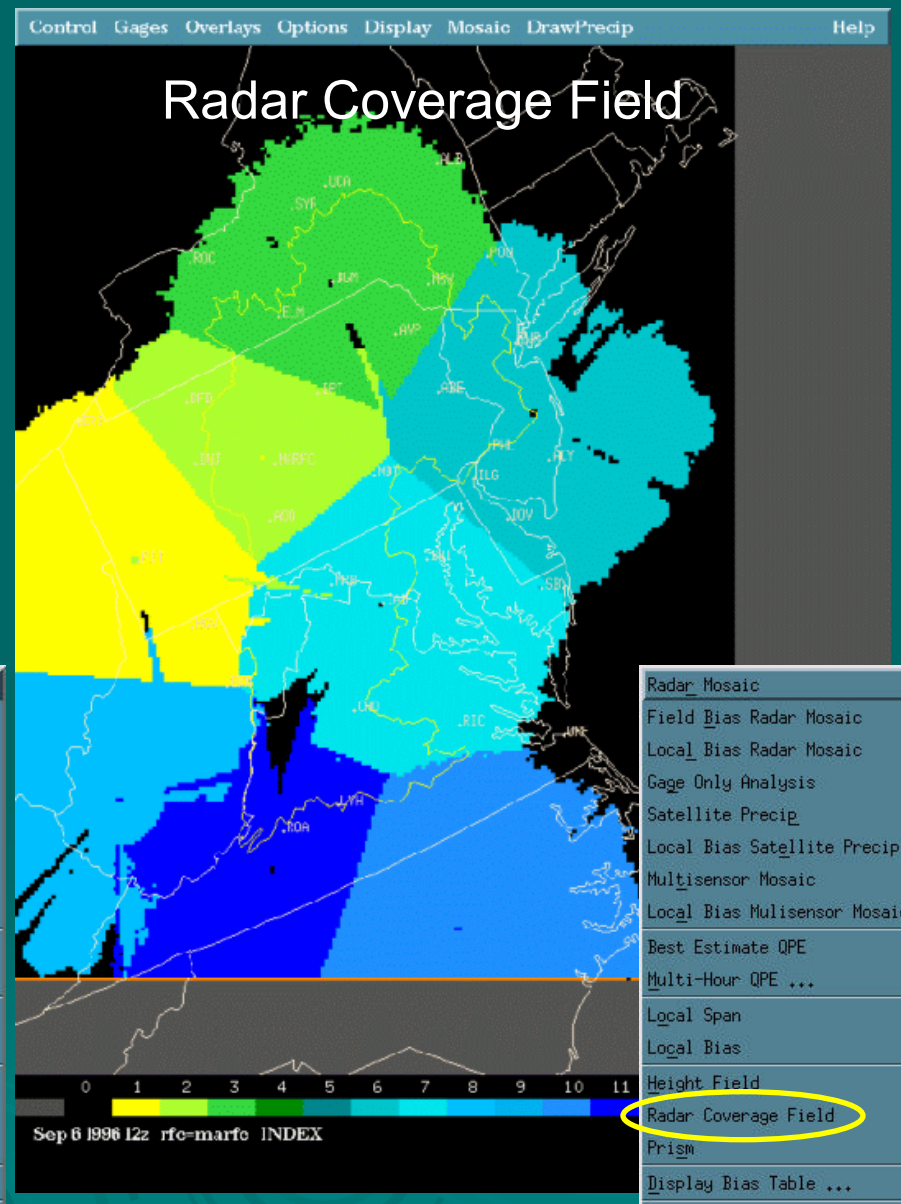 Control Gages Overlays Options Display Mosaic DrawPrecip Help
Radar Coverage Field
.ALB
.UCA
.SYR
.ROC
.POU
.ELM
.AVP
.IPT
.ABE
.DUJ
.PHL
.ILG
.DOV
.RIC
.LYH
.ROA
Radar Mosaic
Field Bias Radar Mosaic
Local Bias Radar Mosaic
Gage Only Analysis
Satellite Precip
Local Bias Satellite Precip
Multisensor Mosaic
Local Bias Mulisensor Mosaic
Best Estimate QPE
Multi-Hour QPE ...
Local Span
Local Bias
Height Field
Radar Coverage Field
Prism
Display Bias Table ...
0 1 2 3 4 5 6 7 8 9 10 11
Sep 6 1996 12z rfc=marfc INDEX